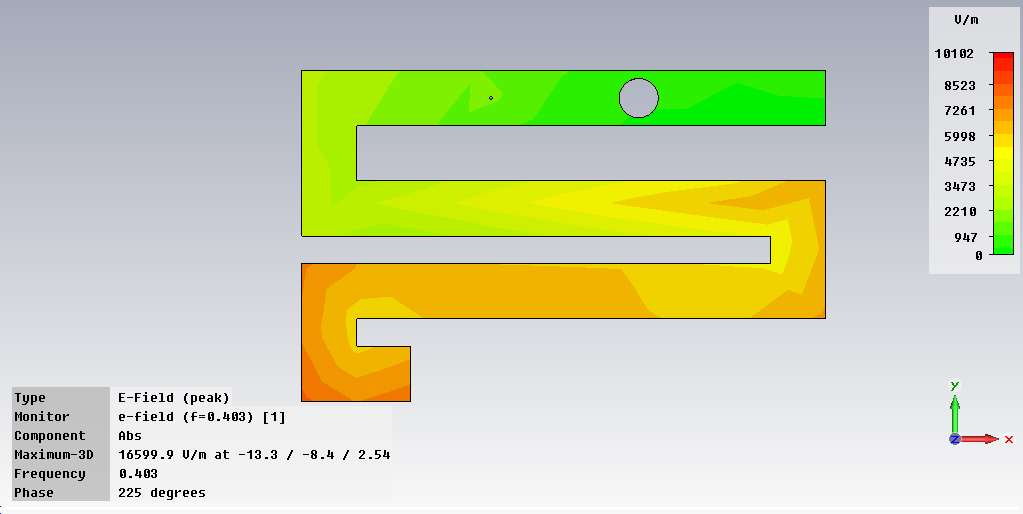 V/m
10102
8523
7261
5998
4735
3473
2210
947
0
Type E-Field (peak)
Monitor e-field (f=0.403) [1]
Component Abs
Maximum-3D 16599.9 V/m at -13.3 / -8.4 / 2.54
Frequency 0.403
Phase 225 degrees
y
z x